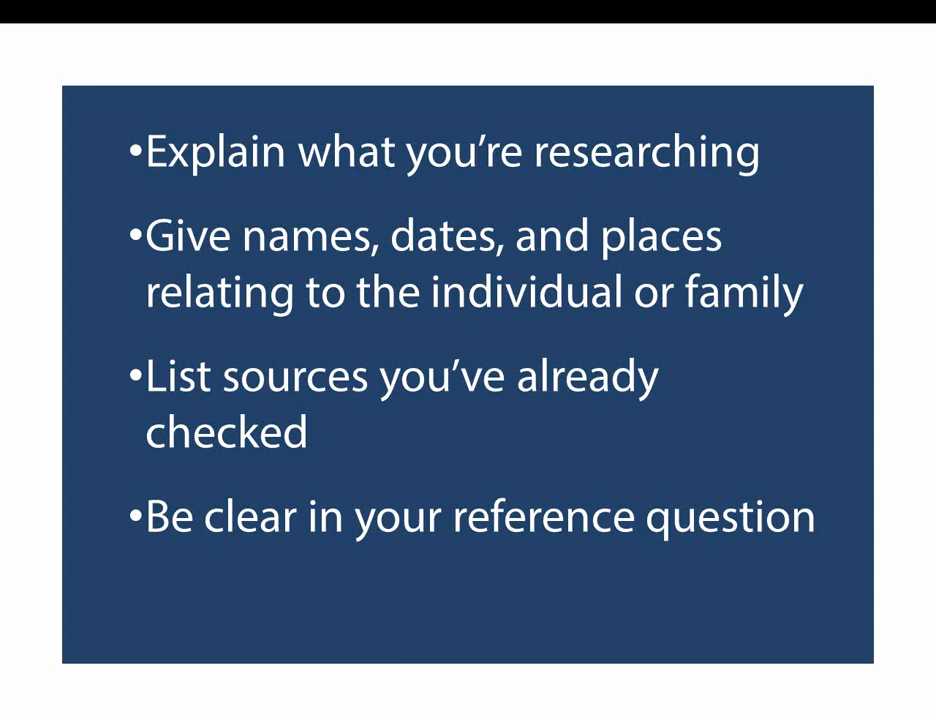 •Explain what you’re researching
•Give names, dates, and places
relating to the individual or family
•List sources you’ve already
checked
•Be clear in your reference question